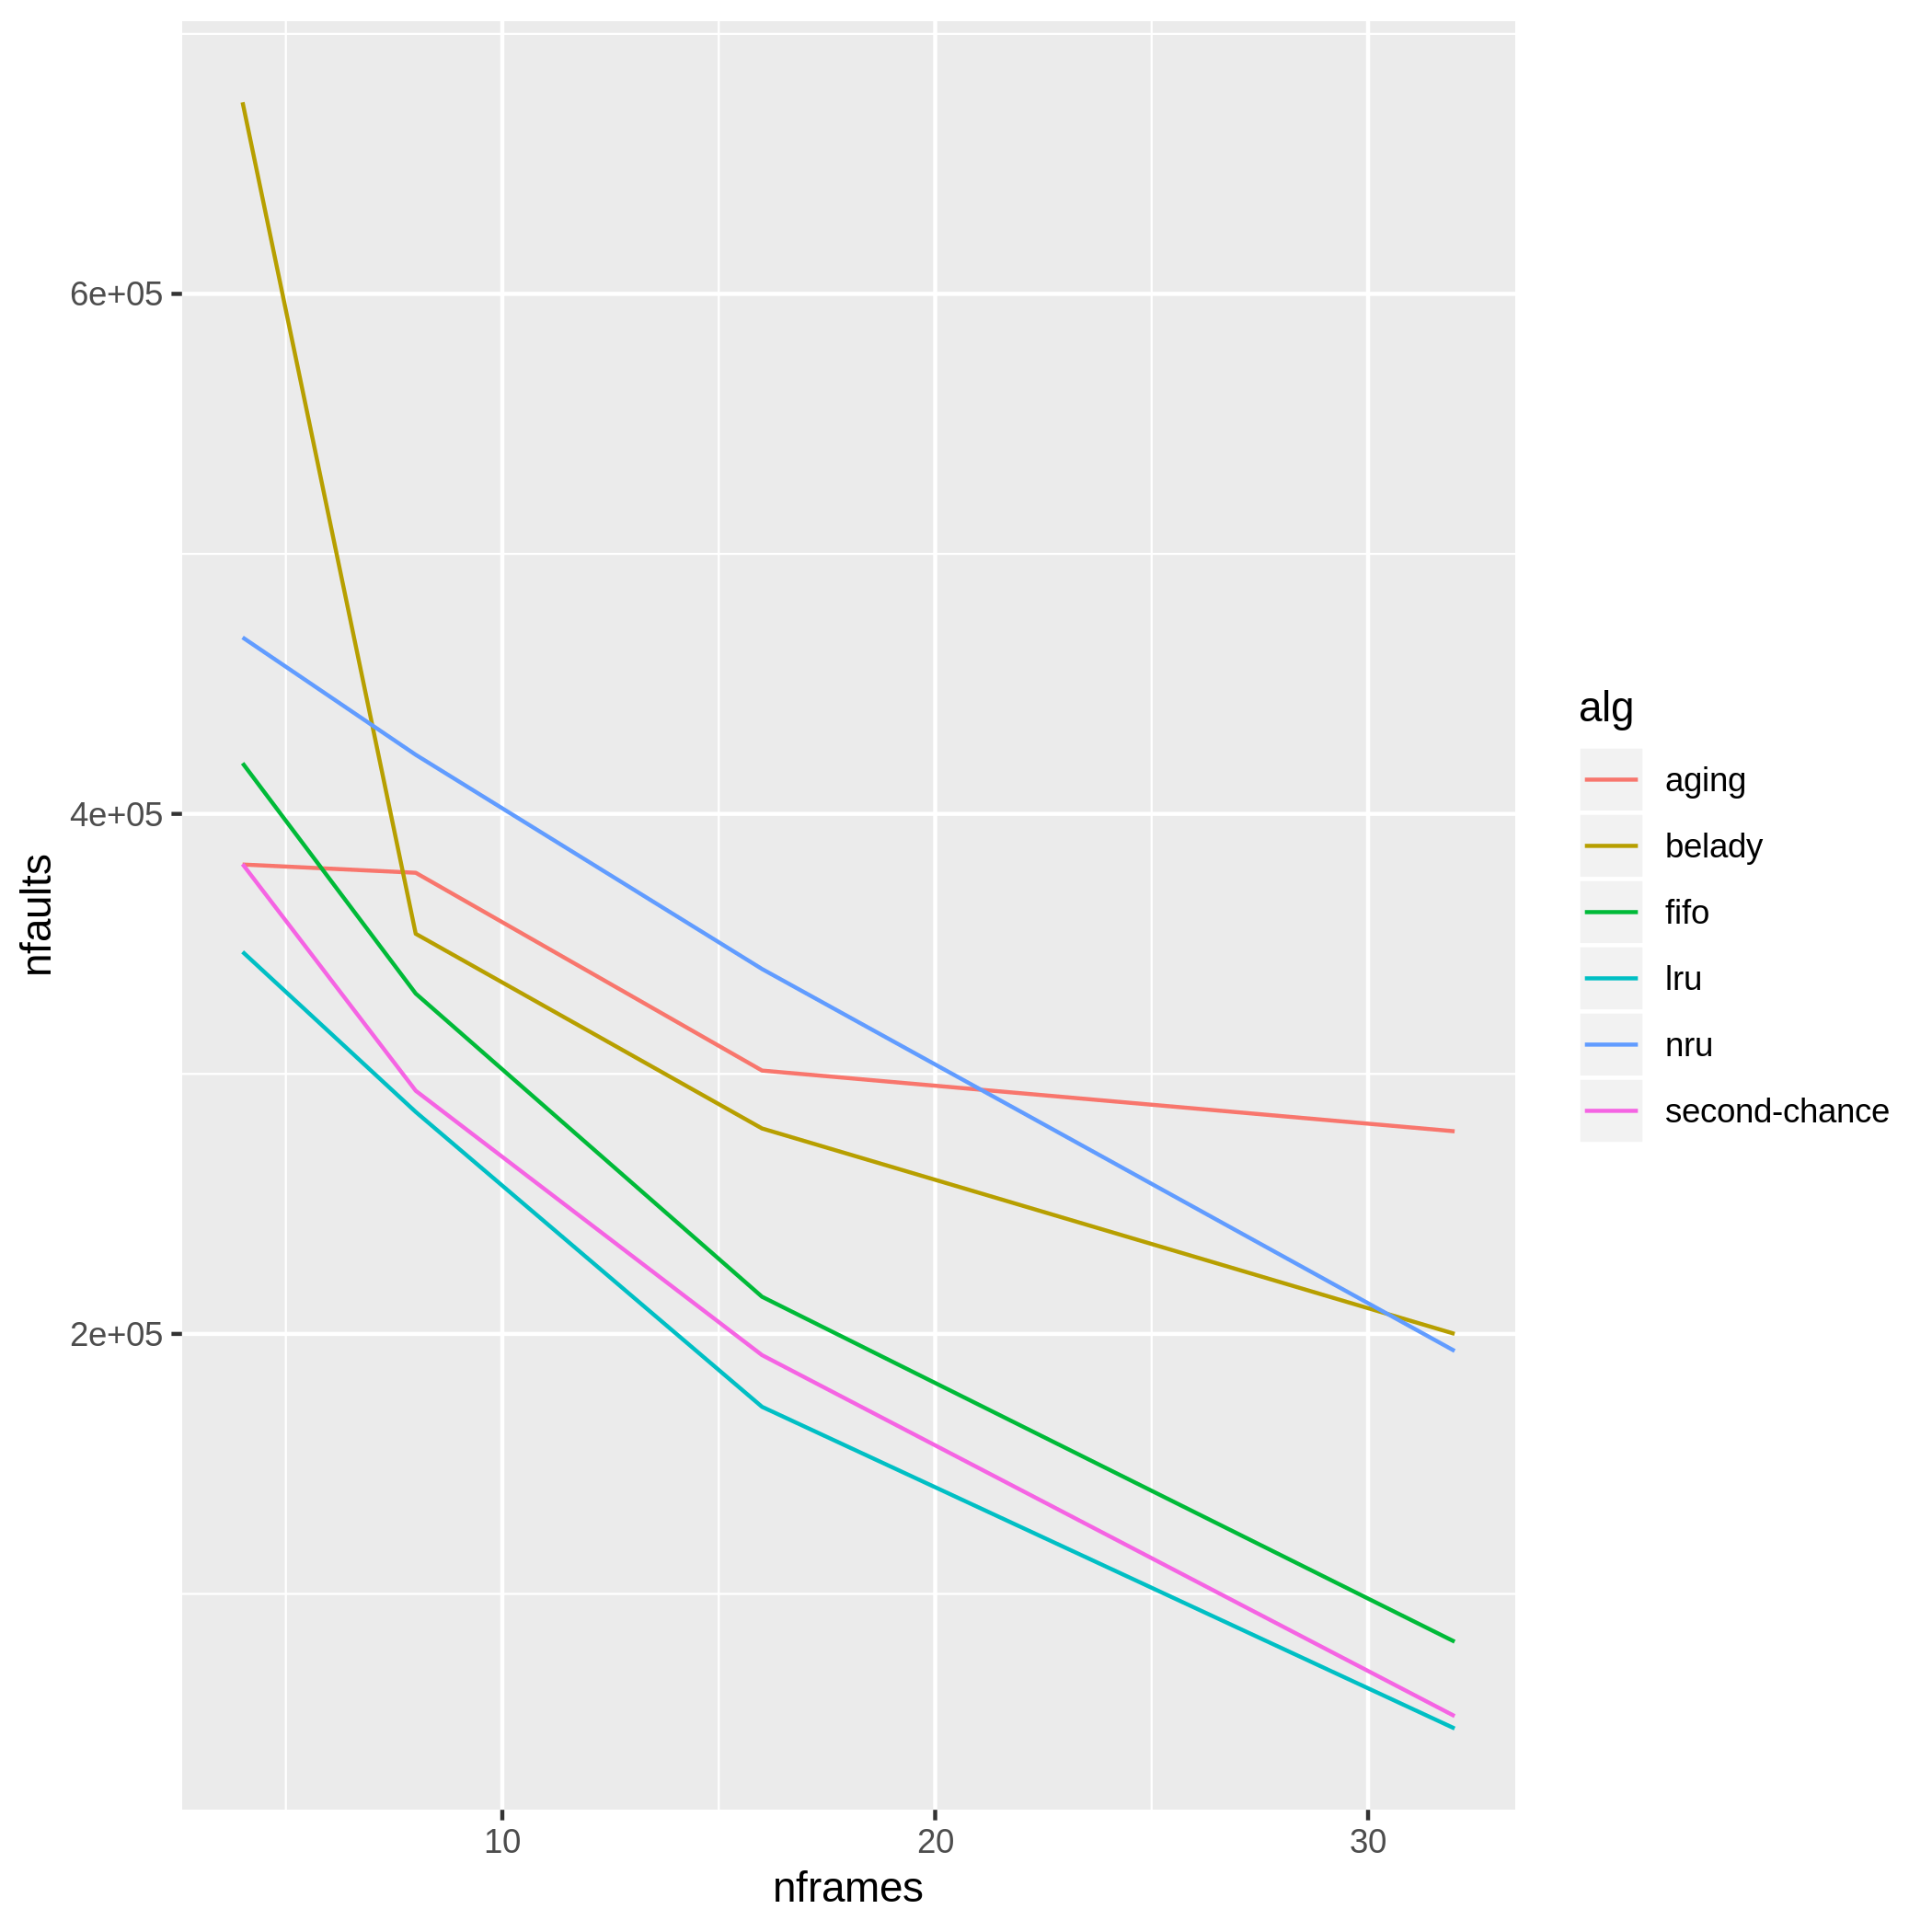 nfaults
6e+05
4e+05
2e+05
10
20
30
nframes
alg
aging
belady
fifo
lru
nru
second-chance